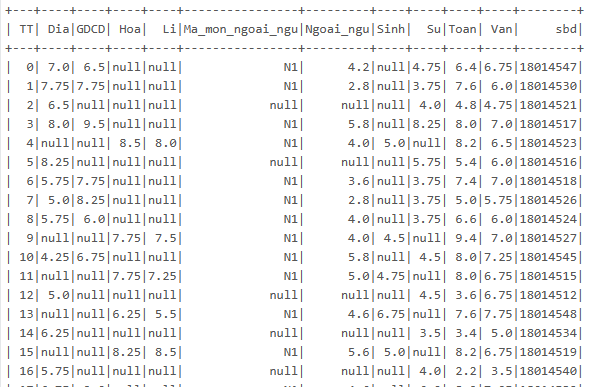 +---+----+----+----+----+----------------+---------+----+----+----+----+--------+
| TT| Dia|GDCD| Hoa| Li|Ma_mon_ngoai_ngu|Ngoai_ngu|Sinh| Su|Toan| Van| sbd|
+---+----+----+----+----+----------------+---------+----+----+----+----+--------+
| 0| 7.0| 6.5|null|null| N1| 4.2|null|4.75| 6.4|6.75|18014547|
| 1|7.75|7.75|null|null| N1| 2.8|null|3.75| 7.6| 6.0|18014530|
| 2| 6.5|null|null|null| null| null|null| 4.0| 4.8|4.75|18014521|
| 3| 8.0| 9.5|null|null| N1| 5.8|null|8.25| 8.0| 7.0|18014517|
| 4|null|null| 8.5| 8.0| N1| 4.0| 5.0|null| 8.2| 6.5|18014523|
| 5|8.25|null|null|null| null| null|null|5.75| 5.4| 6.0|18014516|
| 6|5.75|7.75|null|null| N1| 3.6|null|3.75| 7.4| 7.0|18014518|
| 7| 5.0|8.25|null|null| N1| 2.8|null|3.75| 5.0|5.75|18014526|
| 8|5.75| 6.0|null|null| N1| 4.0|null|3.75| 6.6| 6.0|18014524|
| 9|null|null|7.75| 7.5| N1| 4.0| 4.5|null| 9.4| 7.0|18014527|
| 10|4.25|6.75|null|null| N1| 5.8|null| 4.5| 8.0|7.25|18014545|
| 11|null|null|7.75|7.25| N1| 5.0|4.75|null| 8.0|6.75|18014515|
| 12| 5.0|null|null|null| null| null|null| 4.5| 3.6|6.75|18014512|
| 13|null|null|6.25| 5.5| N1| 4.6|6.75|null| 7.6|7.75|18014548|
| 14|6.25|null|null|null| null| null|null| 3.5| 3.4| 5.0|18014534|
| 15|null|null|8.25| 8.5| N1| 5.6| 5.0|null| 8.2|6.75|18014519|
| 16|5.75|null|null|null| null| null|null| 4.0| 2.2| 3.5|18014540|